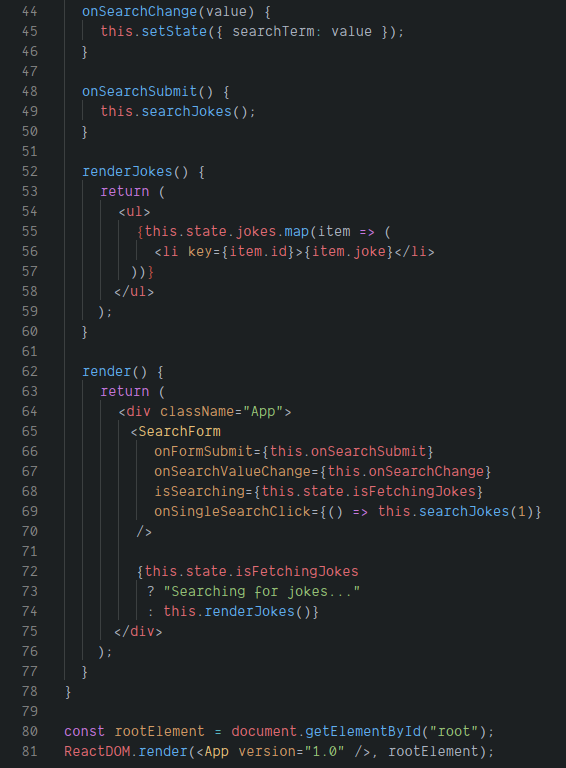 44 onSearchChange(value) {
45 this.setState({ searchTerm: value });
46 }
47
48 onSearchSubmit() {
49 this.searchJokes();
50 }
51
52 renderJokes() {
53 return (
54 <ul>
55 {this.state.jokes.map(item => (
56 <li key={item.id}>{item.joke}</li>
57 ))}
58 </ul>
59 );
60 }
61
62 render() {
63 return (
64 <div className="App">
65 <SearchForm
66 onFormSubmit={this.onSearchSubmit}
67 onSearchValueChange={this.onSearchChange}
68 isSearching={this.state.isFetchingJokes}
69 onSingleSearchClick={() => this.searchJokes(1)}
70 />
71
72 {this.state.isFetchingJokes
73 ? "Searching for jokes..."
74 : this.renderJokes()}
75 </div>
76 );
77 }
78 }
79
80 const rootElement = document.getElementById("root");
81 ReactDOM.render(<App version="1.0" />, rootElement);